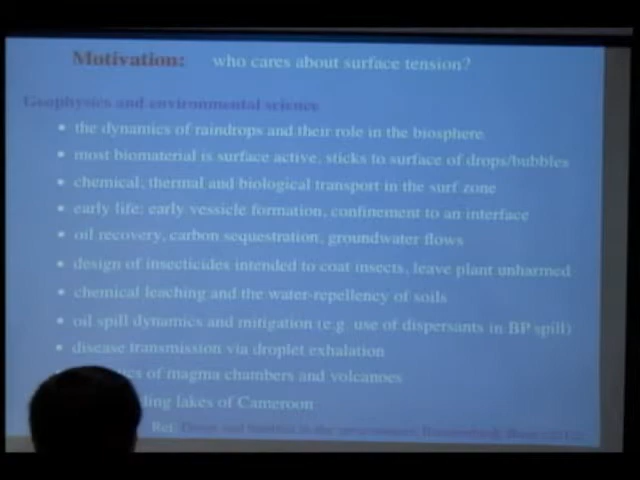 Motivation: who cares about surface tension?
Geophysics and environmental science
• the dynamics of raindrops and their role in the biosphere
• most biomaterial is surface active, sticks to surface of drops/bubbles
• chemical, thermal and biological transport in the surf zone
• early life: early vessicle formation, confinement to an interface
• oil recovery, carbon sequestration, groundwater flows
• design of insecticides intended to coat insects, leave plant unharmed
• chemical leaching and the water-repellency of soils
• oil spill dynamics and mitigation (e.g. use of dispersants in BP spill)
• disease transmission via droplet exhalation
of magma chambers and volcanoes
lakes of Cameroon
Ref: